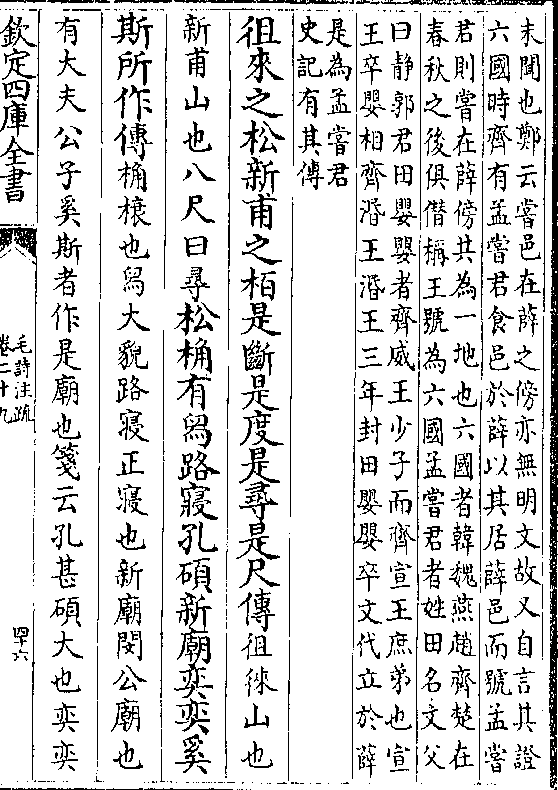 未聞也鄭云嘗邑在薛之傍亦無明文故又自言其證
六國時齊有孟嘗君食邑於薛以其居薛邑而號孟嘗
君則嘗在薛傍共為一地也六國者韓魏燕趙齊楚在
春秋之後俱僭稱王號為六國孟嘗君者姓田名文父
曰靜郭君田嬰嬰者齊威王少子而齊宣王庶弟也宣
王卒嬰相齊湣王湣王三年封田嬰嬰卒文代立於薛
是為孟嘗君
史記有其傳
徂來之松新甫之柏是斷是度是尋是尺傳徂徠山也
新甫山也八尺曰尋松桷有舄路寢孔碩新廟奕奕奚
斯所作傳桷榱也舄大貌路寢正寢也新廟閔公廟也
有大夫公子奚斯者作是廟也箋云孔甚碩大也奕奕
欽定四庫全書
毛詩注疏
卷二十九
四十六